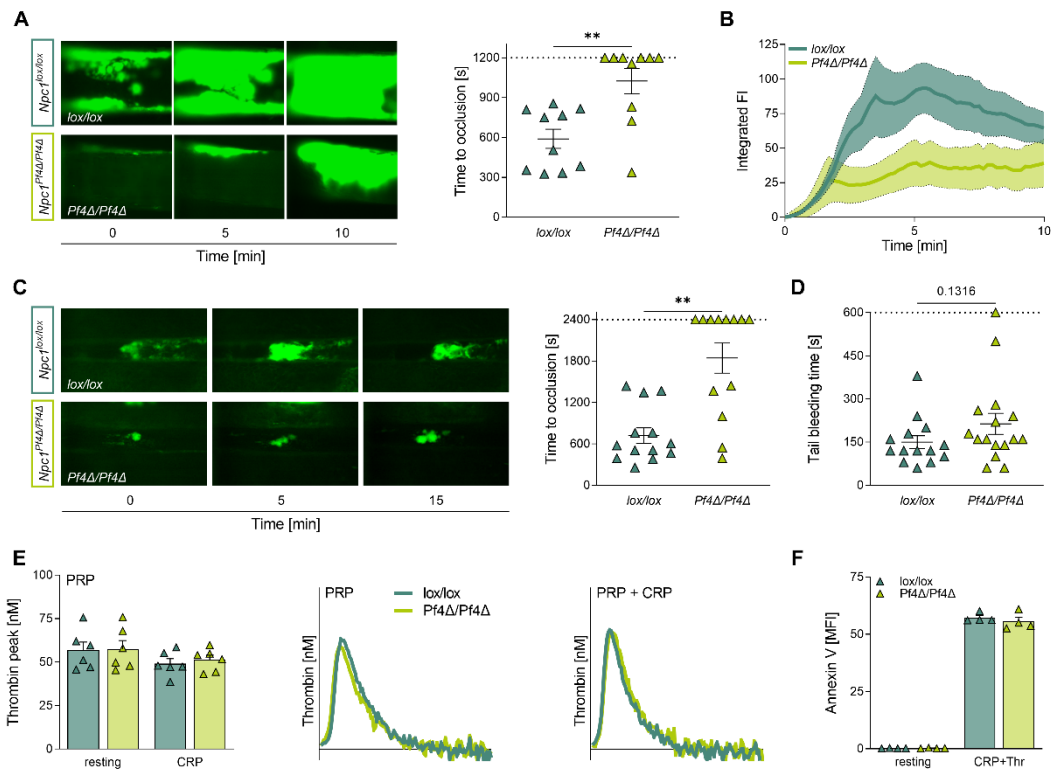 A
Npc1lox/lox
lox/lox
Npc1Pf4Δ/Pf4Δ
Pf4Δ/Pf4Δ
0 5 10
Time [min]
Time to occlusion [s]
1200
900
600
300
0
**
lox/lox Pf4Δ/Pf4Δ
B
Integrated FI
125
100
75
50
25
0
lox/lox
Pf4Δ/Pf4Δ
0 5 10
Time [min]
C
Npc1lox/lox
lox/lox
Npc1Pf4Δ/Pf4Δ
Pf4Δ/Pf4Δ
0 5 15
Time [min]
Time to occlusion [s]
2400
1800
1200
600
0
**
lox/lox Pf4Δ/Pf4Δ
D
Tail bleeding time [s]
600
450
300
150
0
0.1316
lox/lox Pf4Δ/Pf4Δ
E
Thrombin peak [nM]
100
75
50
25
0
PRP
resting CRP
Thrombin [nM]
PRP
lox/lox
Pf4Δ/Pf4Δ
Thrombin [nM]
PRP + CRP
F
Annexin V [MFI]
75
50
25
0
lox/lox
Pf4Δ/Pf4Δ
resting CRP+Thr